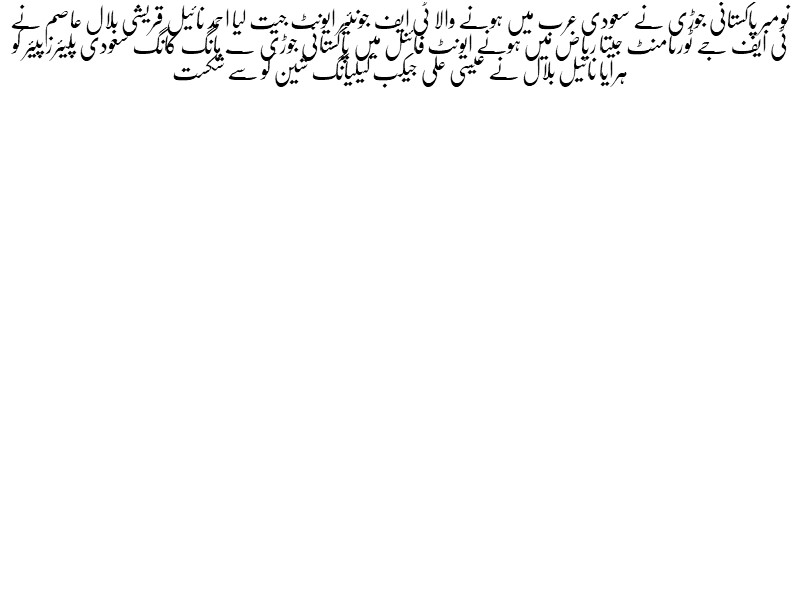 نومبر پاکستانی جوڑی نے سعودی عرب میں ہونے والا ٹی ایف جونیئر ایونٹ جیت لیا احمد نائیل قریشی بلال عاصم نے
ٹی ایف جے ٹورنامنٹ جیتا ریاض میں ہونے ایونٹ فائنل میں پاکستانی جوڑی نے ہانگ کانگ سعودی پلیئرز پیئر کو
ہرایا نائیل بلال نے عیسیٰ علی جیکب کیلیانگ شین کو سے شکست